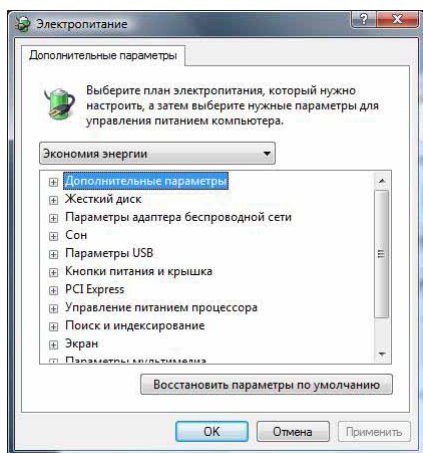 Электропитание
Дополнительные параметры
Выберите план электропитания, который нужно
настроить, а затем выберите нужные параметры для
управления питанием компьютера.
Экономия энергии
Дополнительные параметры
Жесткий диск
Параметры адаптера беспроводной сети
Сон
Параметры USB
Кнопки питания и крышка
PCI Express
Управление питанием процессора
Поиск и индексирование
Экран
Параметры мультимедиа
Восстановить параметры по умолчанию
OK
Отмена
Применить